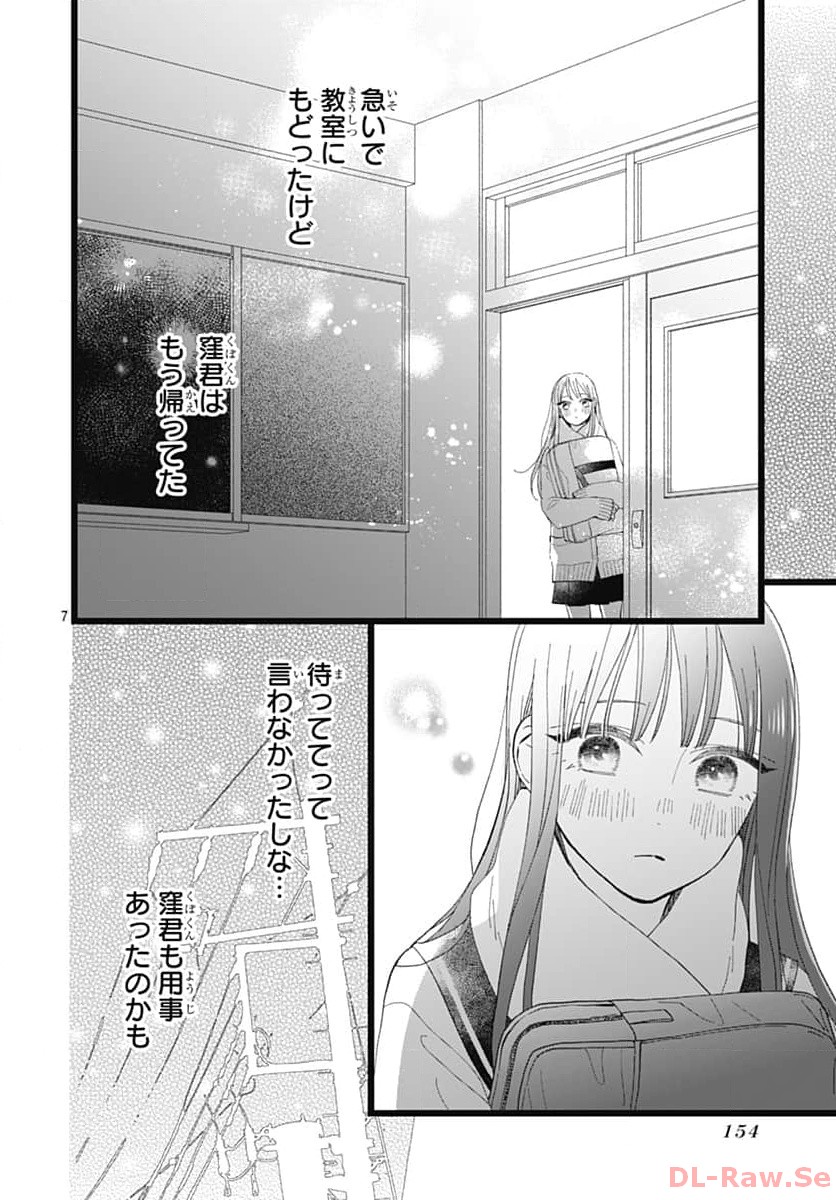 急いで
教室に
もどったけど
窪君は
もう帰ってた
7
待っててって
言わなかったしな…
窪君も用事
あったのかも
154
DL-Raw.Se